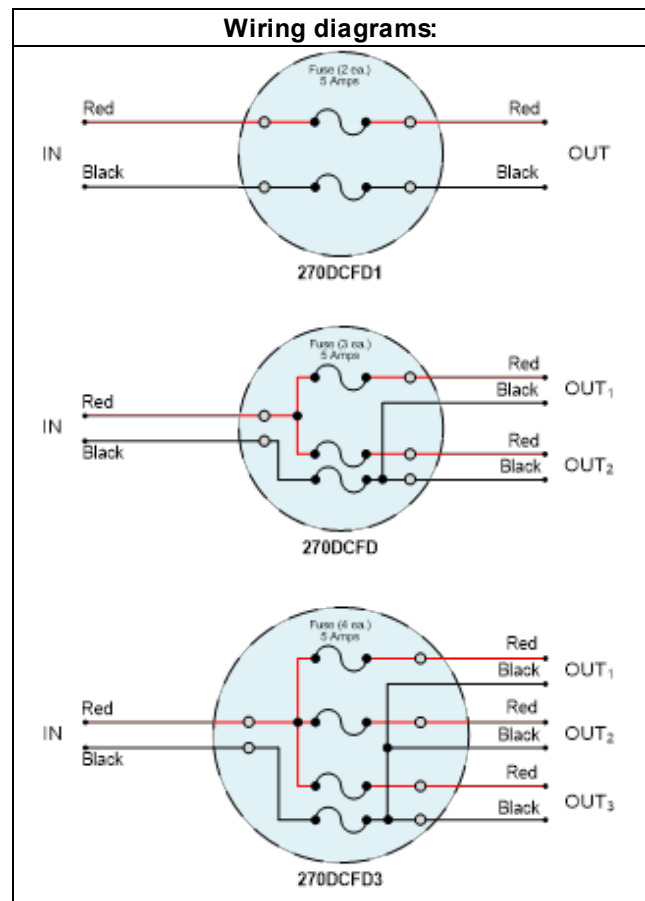 Wiring diagrams:
Fuse (2 ea.)
5 Amps
Red
Red
IN
OUT
Black
Black
270DCFD1
Fuse (3 ea.)
5 Amps
Red
Black
OUT₁
Red
IN
Black
Red
Black
OUT₂
270DCFD
Fuse (4 ea.)
5 Amps
Red
Black
OUT₁
Red
IN
Black
Red
Black
OUT₂
Red
Black
OUT₃
270DCFD3